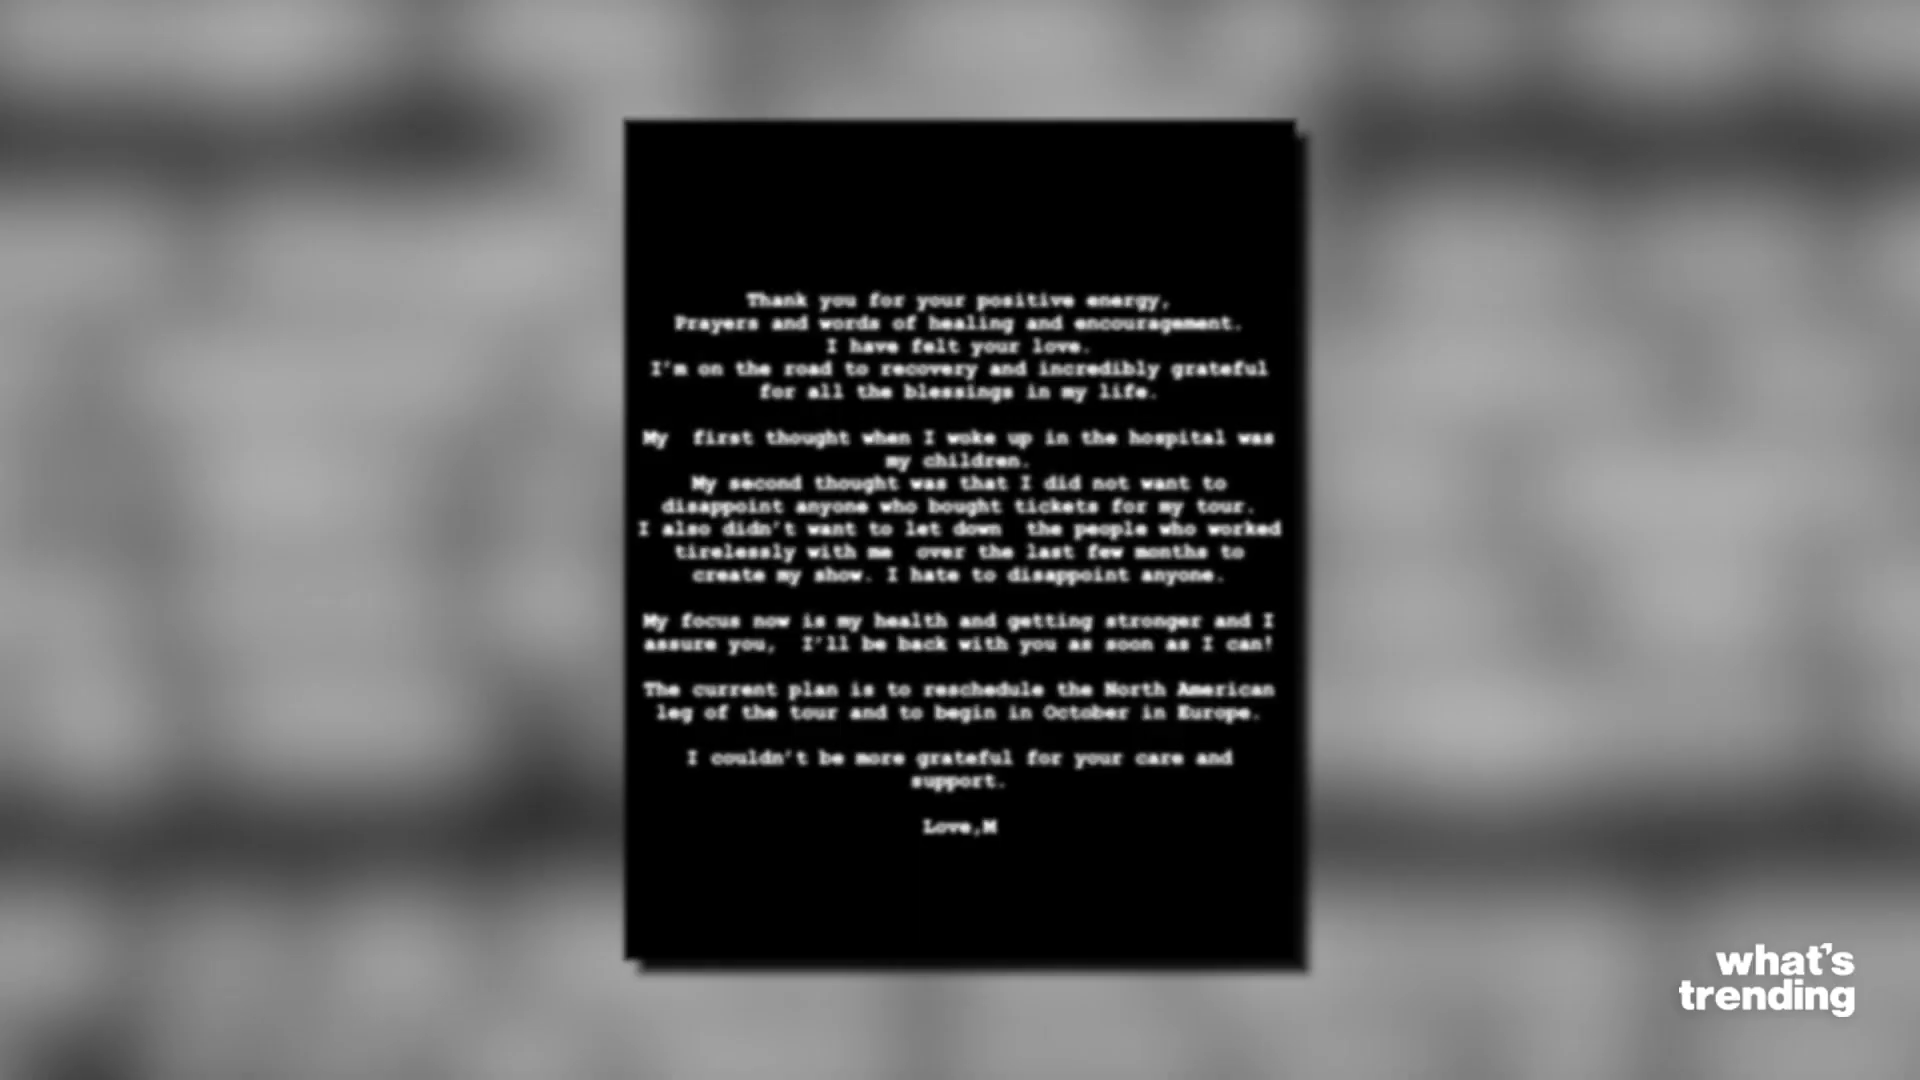 Thank you for your positive energy,
Prayers and words of healing and encouragement.
I have felt your love.
I'm on the road to recovery and incredibly grateful
for all the blessings in my life.
My first thought when I woke up in the hospital was
my children.
My second thought was that I did not want to
disappoint anyone who bought tickets for my tour.
I also didn't want to let down the people who worked
tirelessly with me over the last few months to
create my show. I hate to disappoint anyone.
My focus now is my health and getting stronger and I
assure you, I'll be back with you as soon as I can!
The current plan is to reschedule the North American
leg of the tour and to begin in October in Europe.
I couldn't be more grateful for your care and
support.
Love,M
what's
trending